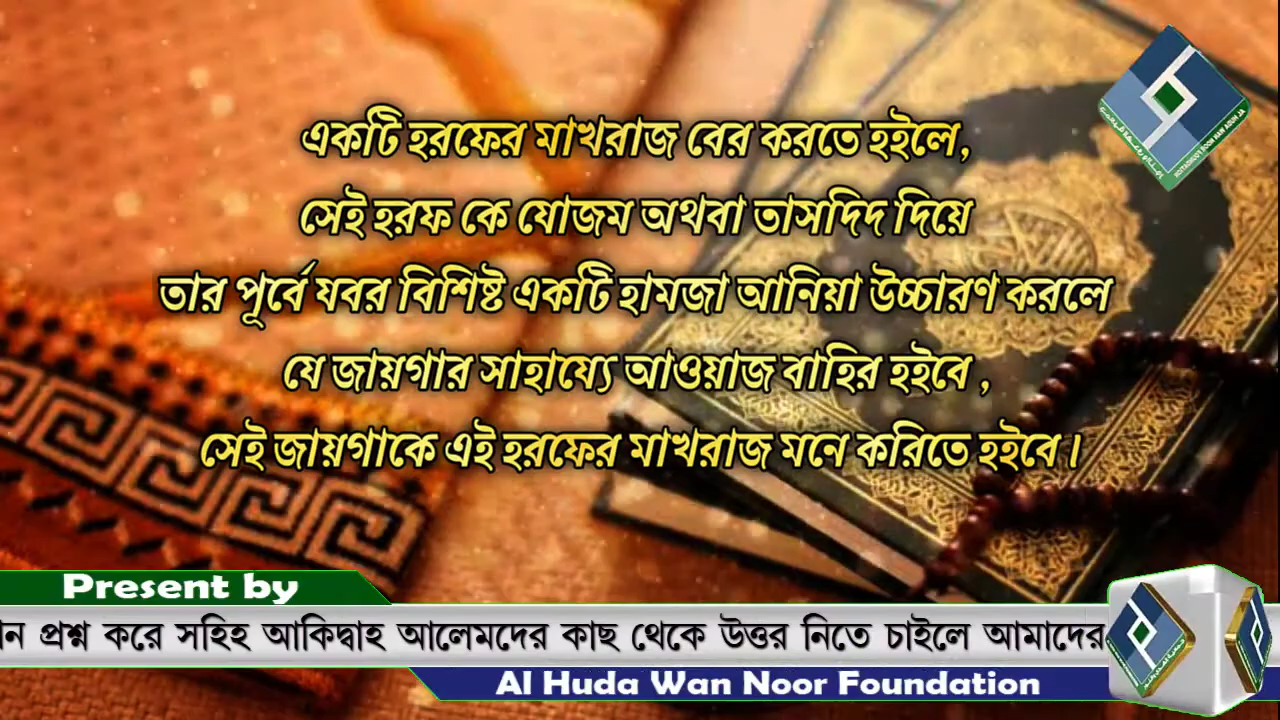 একটি হরফের মাখরাজ বের করতে হইলে,
সেই হরফ কে যোজম অথবা তাসদিদ দিয়ে
তার পূর্বে যবর বিশিষ্ট একটি হামজা আনিয়া উচ্চারণ করলে
যে জায়গার সাহায্যে আওয়াজ বাহির হইবে ,
সেই জায়গাকে এই হরফের মাখরাজ মনে করিতে হইবে।
Present by
ন প্রশ্ন করে সহিহ আকিদ্বাহ আলেমদের কাছ থেকে উত্তর নিতে চাইলে আমাদের
Al Huda Wan Noor Foundation